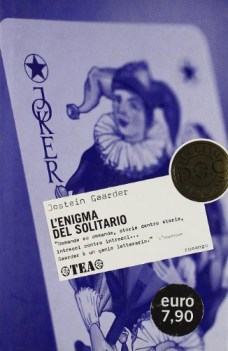 JOKER
Jostein Gaarder
L'ENIGMA
DEL SOLITARIO
"Domande su domande, storie dentro storie,
intrecci contro intrecci...
Gaarder è un genio letterario."
romanzo
TEA
euro
7,90